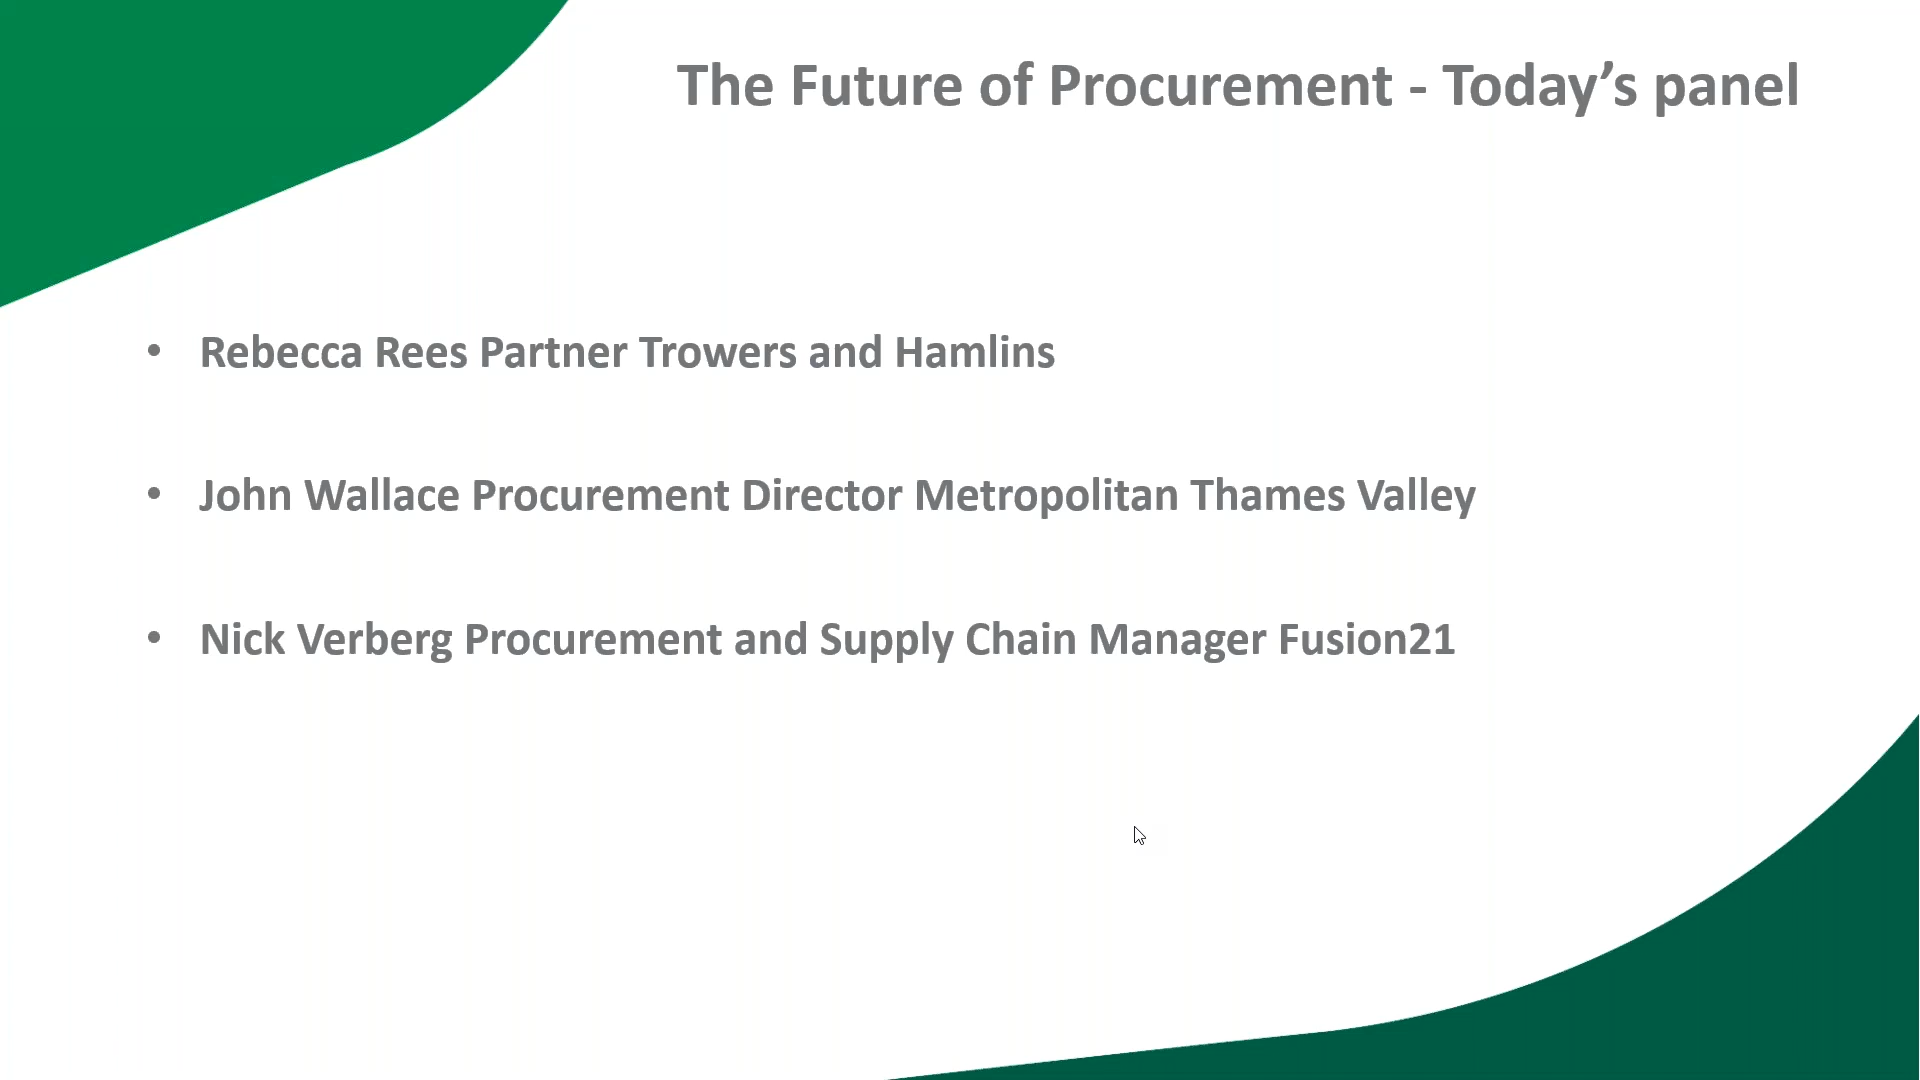 The Future of Procurement - Today’s panel
• Rebecca Rees Partner Trowers and Hamlins
• John Wallace Procurement Director Metropolitan Thames Valley
• Nick Verberg Procurement and Supply Chain Manager Fusion21